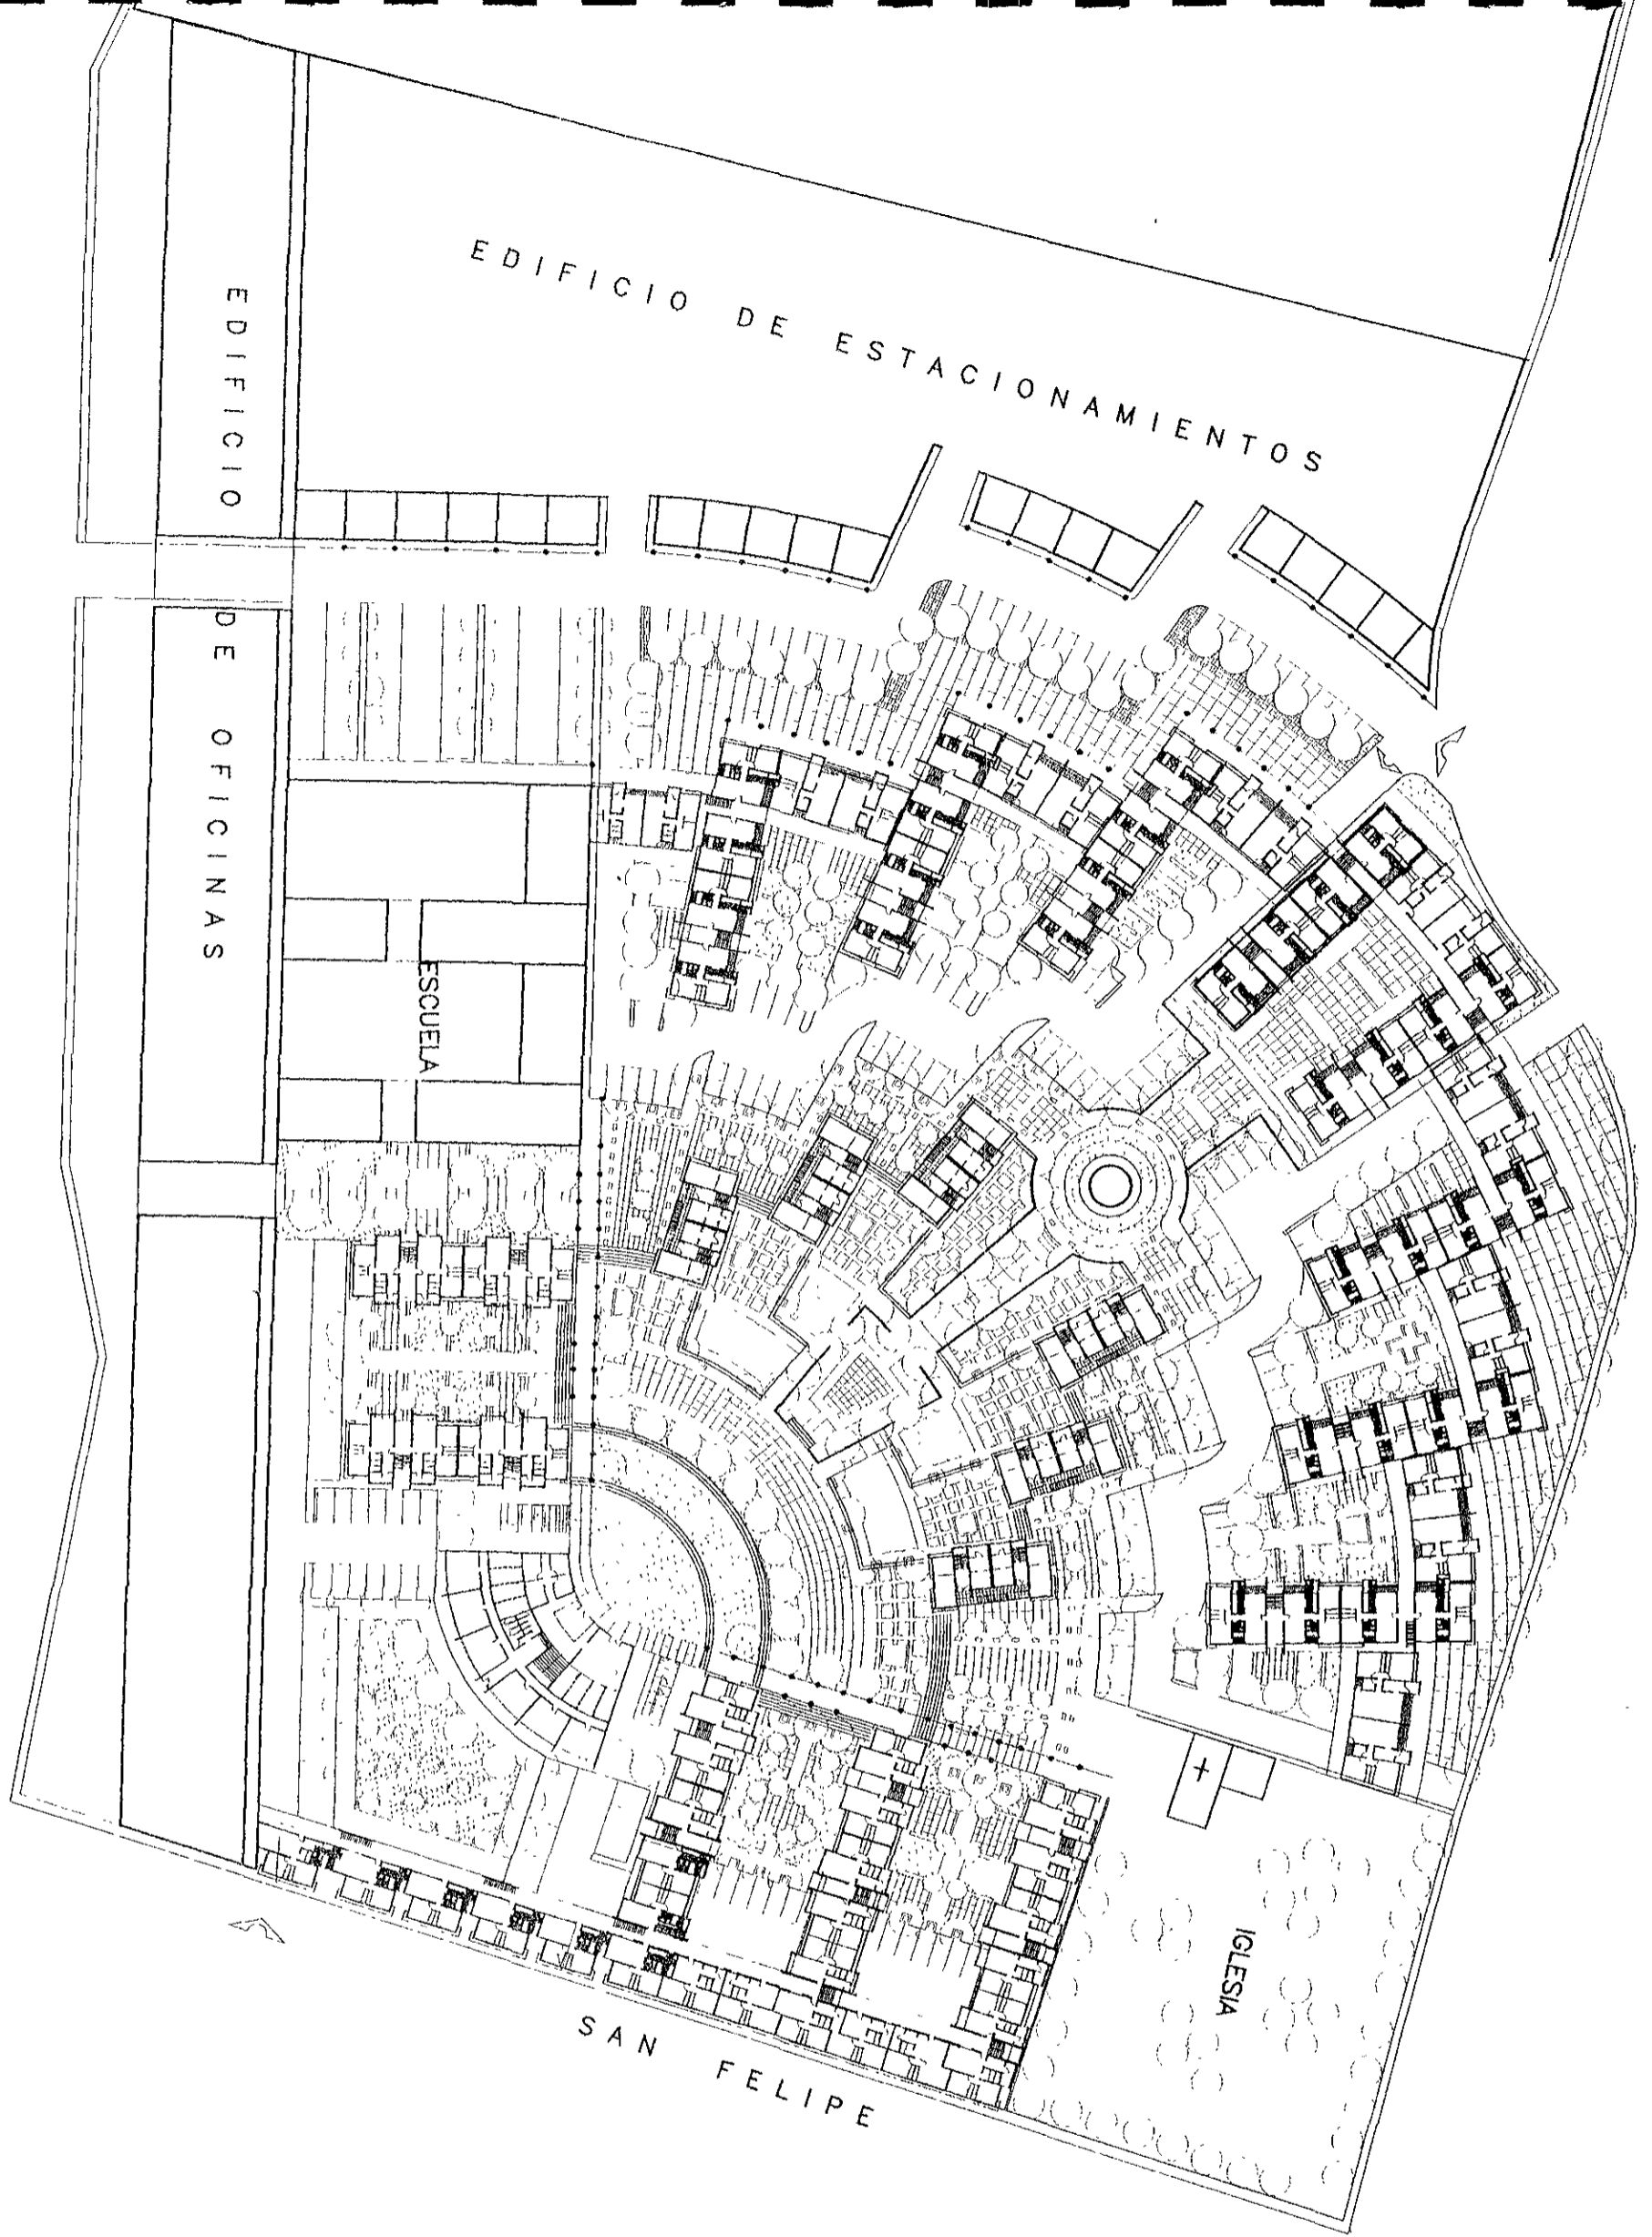 EDIFICIO DE ESTACIONAMIENTOS
EDIFICIO DE OFICINAS
ESCUELA
IGLESIA
SAN FELIPE